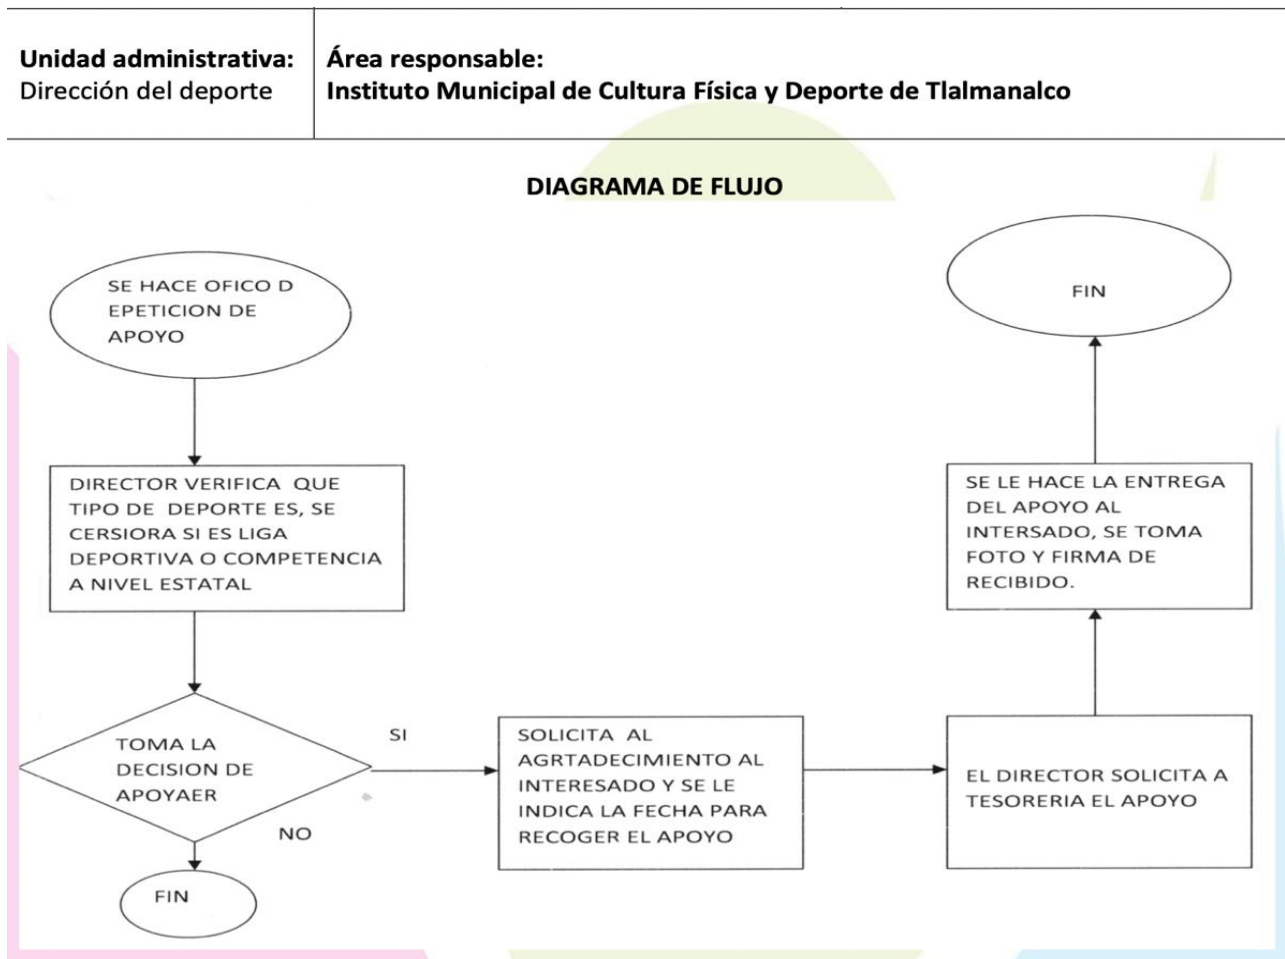 Unidad administrativa:
Dirección del deporte
Área responsable:
Instituto Municipal de Cultura Física y Deporte de Tlalmanalco
DIAGRAMA DE FLUJO
SE HACE OFICO D
EPETICION DE
APOYO
DIRECTOR VERIFICA QUE
TIPO DE DEPORTE ES, SE
CERSIORA SI ES LIGA
DEPORTIVA O COMPETENCIA
A NIVEL ESTATAL
TOMA LA
DECISION DE
APOYAER
SI
NO
FIN
SOLICITA AL
AGRTADECIMIENTO AL
INTERESADO Y SE LE
INDICA LA FECHA PARA
RECOGER EL APOYO
EL DIRECTOR SOLICITA A
TESORERIA EL APOYO
SE LE HACE LA ENTREGA
DEL APOYO AL
INTERSADO, SE TOMA
FOTO Y FIRMA DE
RECIBIDO.
FIN